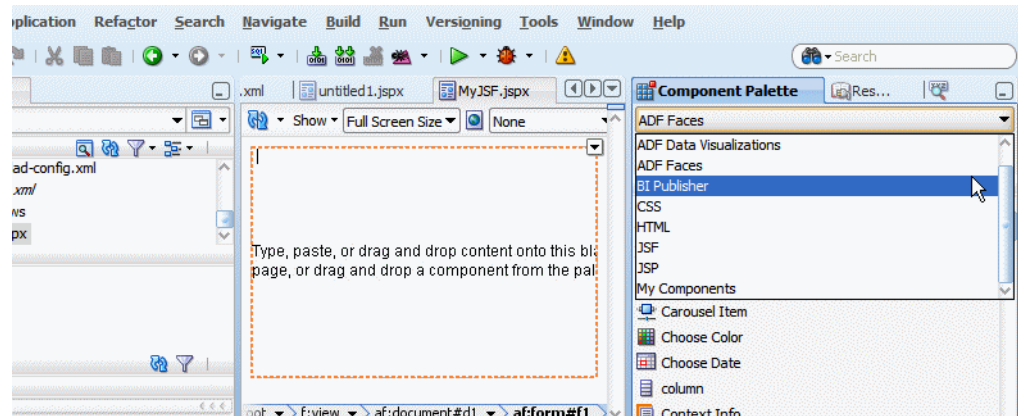 plication Refactor Search Navigate Build Run Versioning Tools Window Help
Search
.xml untitled1.jspx MyJSF.jspx Component Palette Res...
Show Full Screen Size None ADF Faces
ADF Data Visualizations
ADF Faces
BI Publisher
CSS
HTML
JSF
JSP
My Components
Carousel Item
Choose Color
Choose Date
column
Context Info
ad-config.xml
.xml/
ws
px
Type, paste, or drag and drop content onto this bla
page, or drag and drop a component from the pal
f:view af:document#d1 af:form#f1